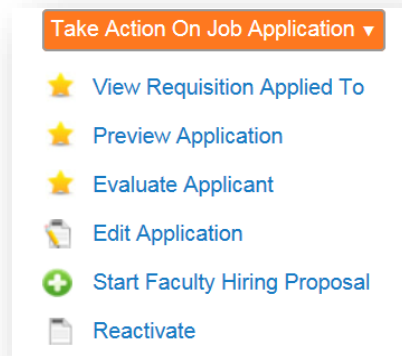 Take Action On Job Application ▼
View Requisition Applied To
Preview Application
Evaluate Applicant
Edit Application
Start Faculty Hiring Proposal
Reactivate